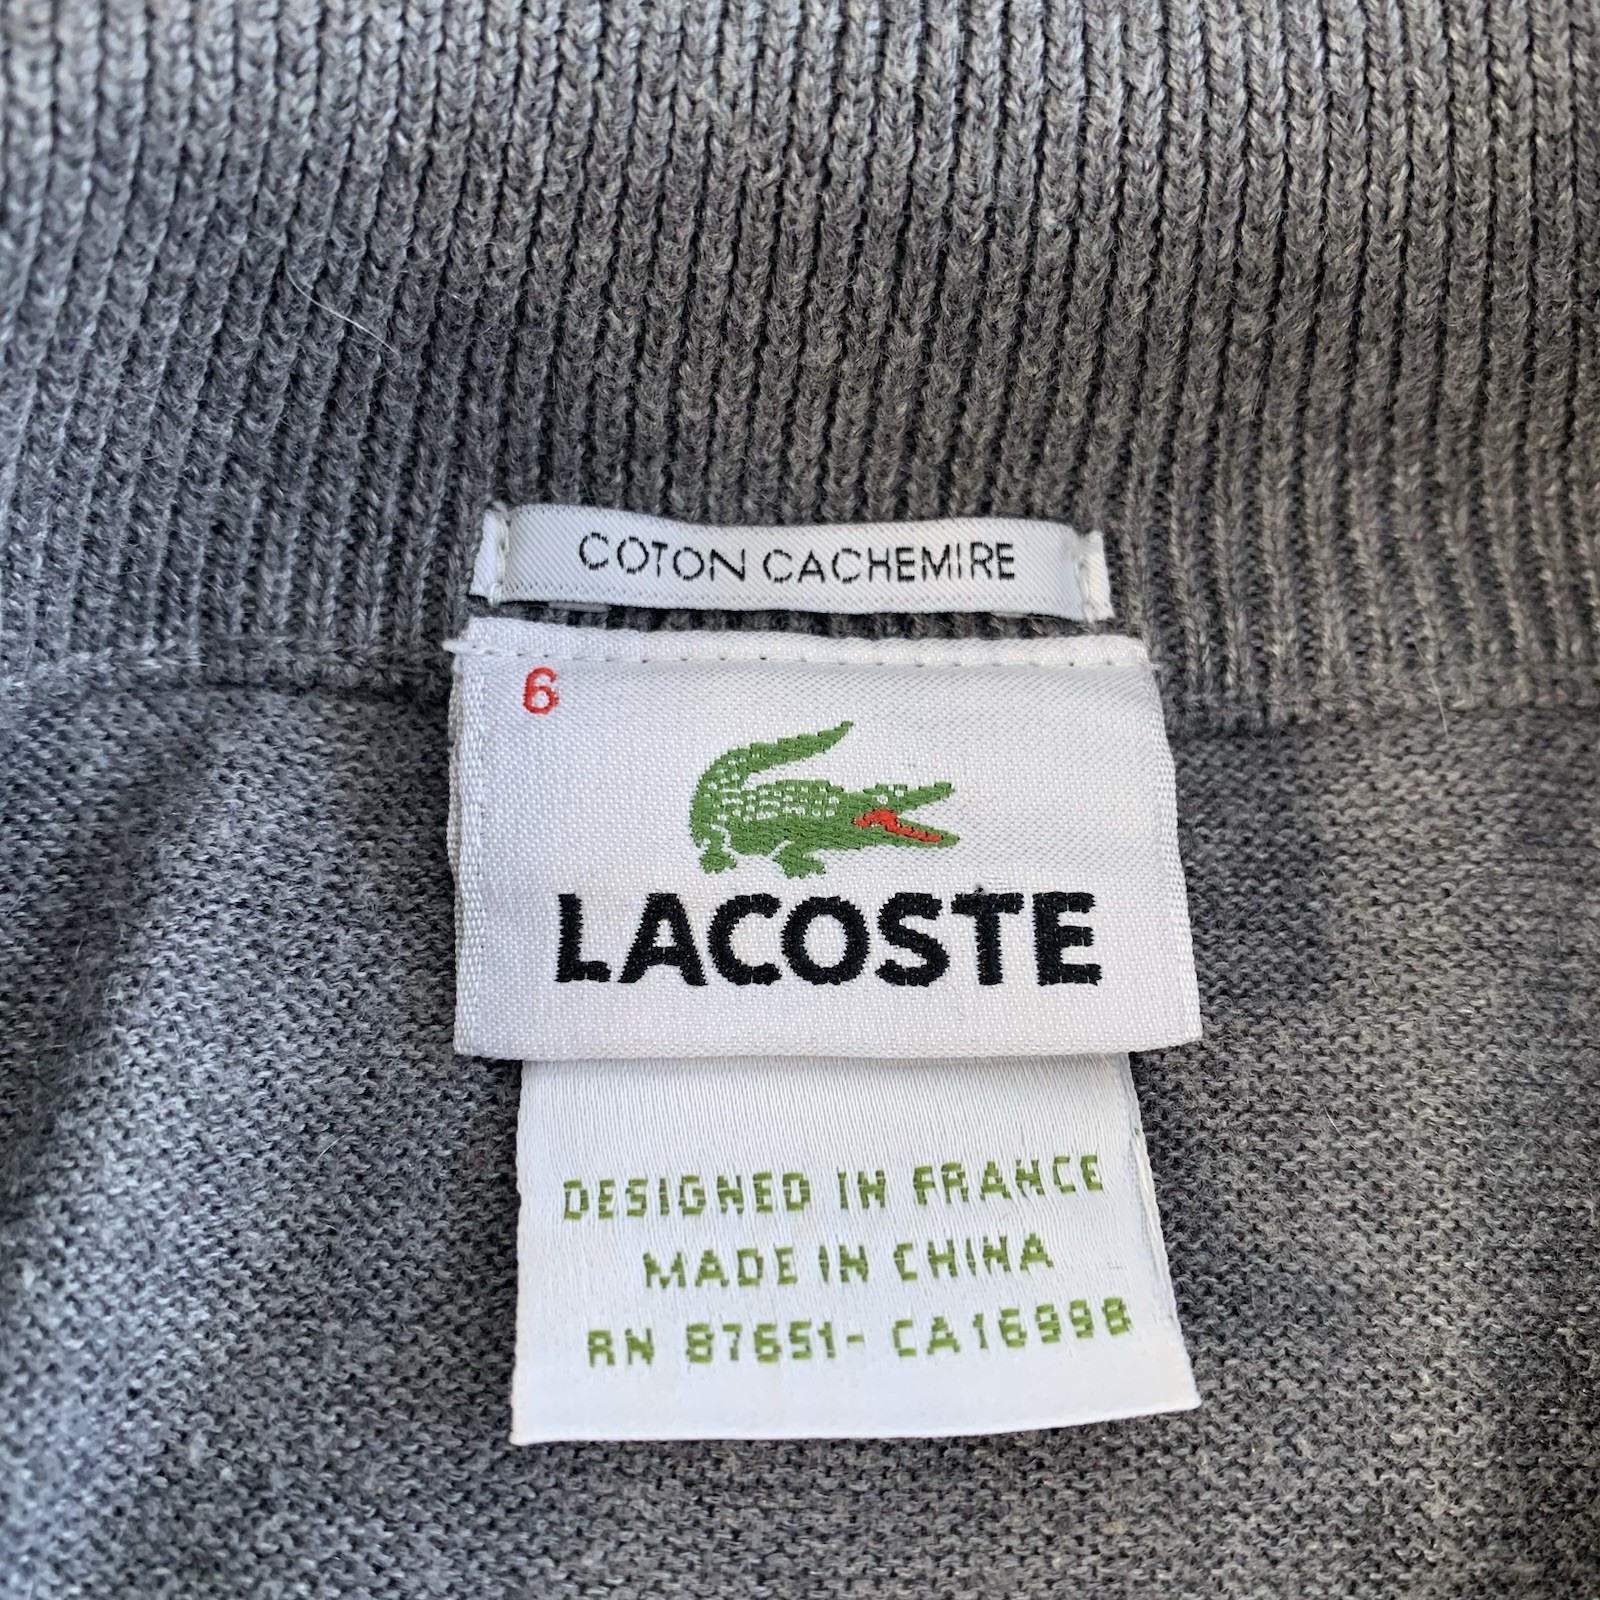 COTON CACHEMIRE
6
LACOSTE
DESIGNED IN FRANCE
MADE IN CHINA
RN 87651- CA16998